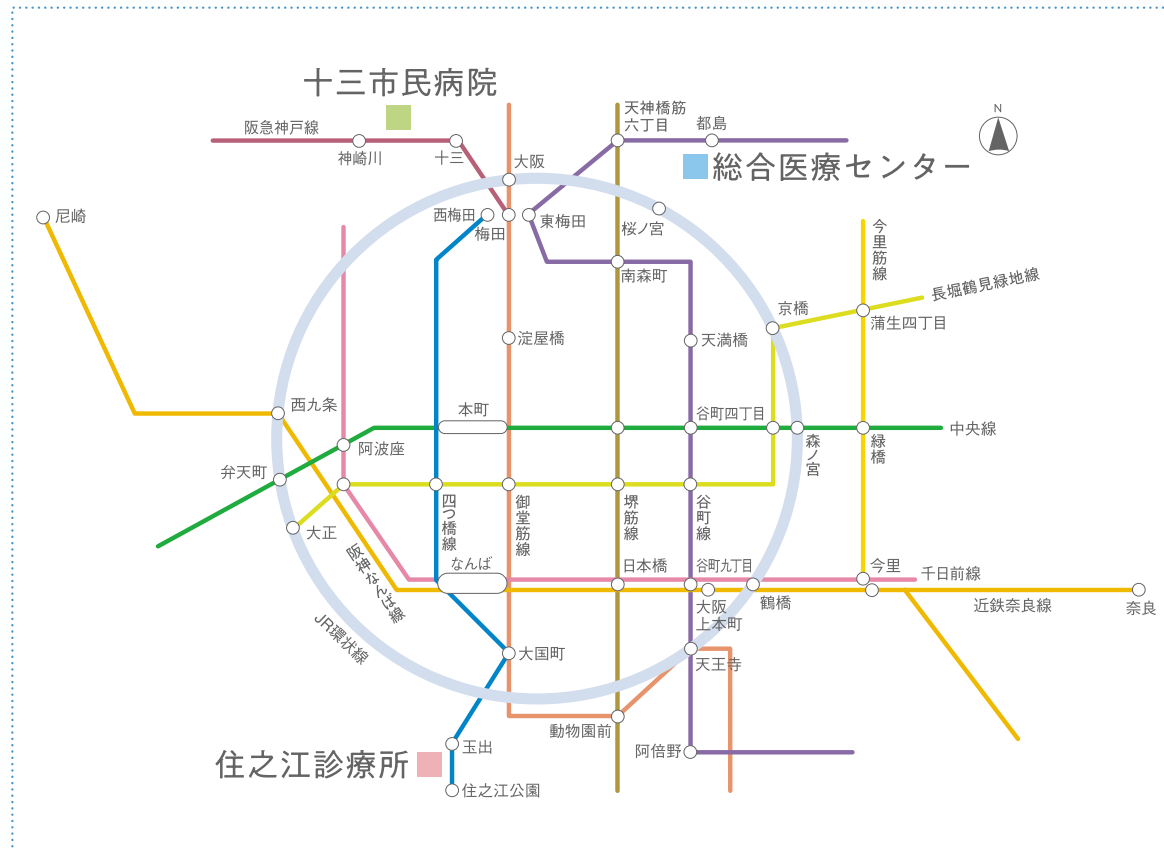 十三市民病院
天神橋筋
六丁目
都島
N
阪急神戸線
神崎川
十三
大阪
総合医療センター
尼崎
西梅田
梅田
東梅田
桜ノ宮
今里筋線
南森町
長堀鶴見緑地線
京橋
蒲生四丁目
淀屋橋
天満橋
西九条
本町
谷町四丁目
中央線
阿波座
森ノ宮
緑橋
弁天町
大正
四つ橋線
御堂筋線
堺筋線
谷町線
阪神なんば線
なんば
日本橋
谷町九丁目
今里
千日前線
大阪
上本町
鶴橋
近鉄奈良線
奈良
JR環状線
大国町
天王寺
動物園前
阿倍野
玉出
住之江診療所
住之江公園